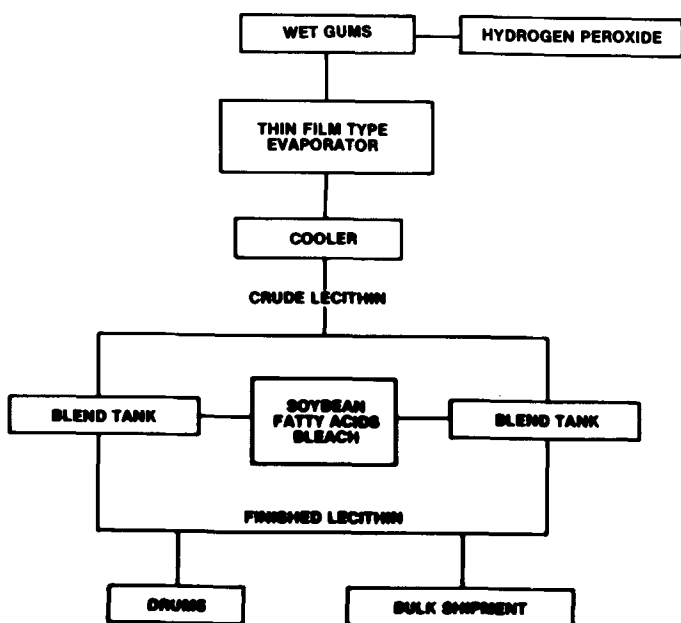 WET GUMS
HYDROGEN PEROXIDE
THIN FILM TYPE
EVAPORATOR
COOLER
CRUDE LECITHIN
BLEND TANK
SOYBEAN
FATTY ACIDS
BLEACH
BLEND TANK
FINISHED LECITHIN
DRUMS
BULK SHIPMENT